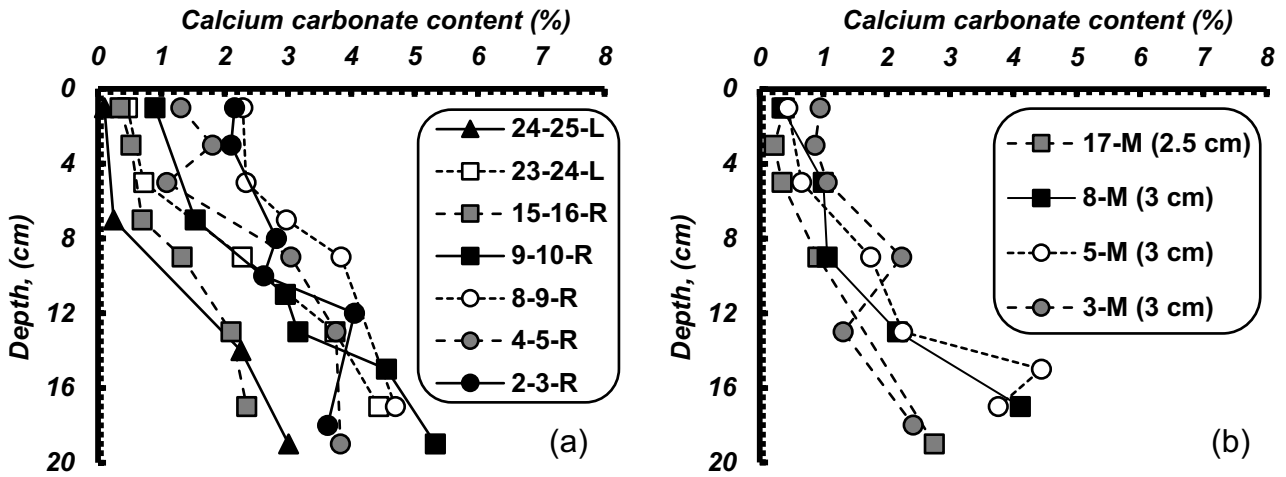 Calcium carbonate content (%)
0 1 2 3 4 5 6 7 8
0
4
8
12
16
20
Depth, (cm)
24-25-L
23-24-L
15-16-R
9-10-R
8-9-R
4-5-R
2-3-R
(a)
Calcium carbonate content (%)
0 1 2 3 4 5 6 7 8
0
4
8
12
16
20
Depth, (cm)
17-M (2.5 cm)
8-M (3 cm)
5-M (3 cm)
3-M (3 cm)
(b)